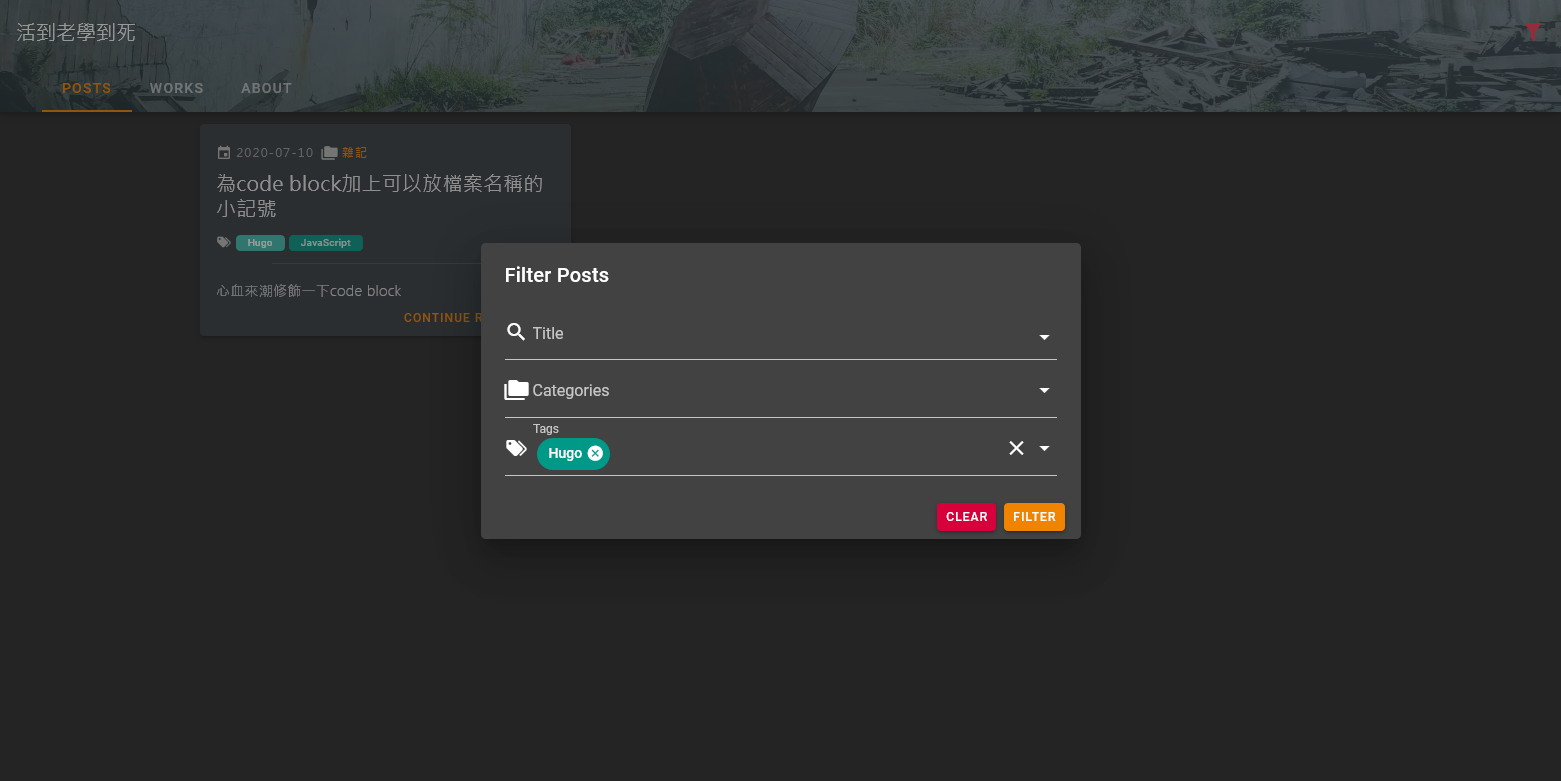 活到老學到死
POSTS WORKS ABOUT
2020-07-10 雜記
為code block加上可以放檔案名稱的
小記號
Hugo JavaScript
心血來潮修飾一下code block
CONTINUE R
Filter Posts
Title
Categories
Tags
Hugo
CLEAR FILTER